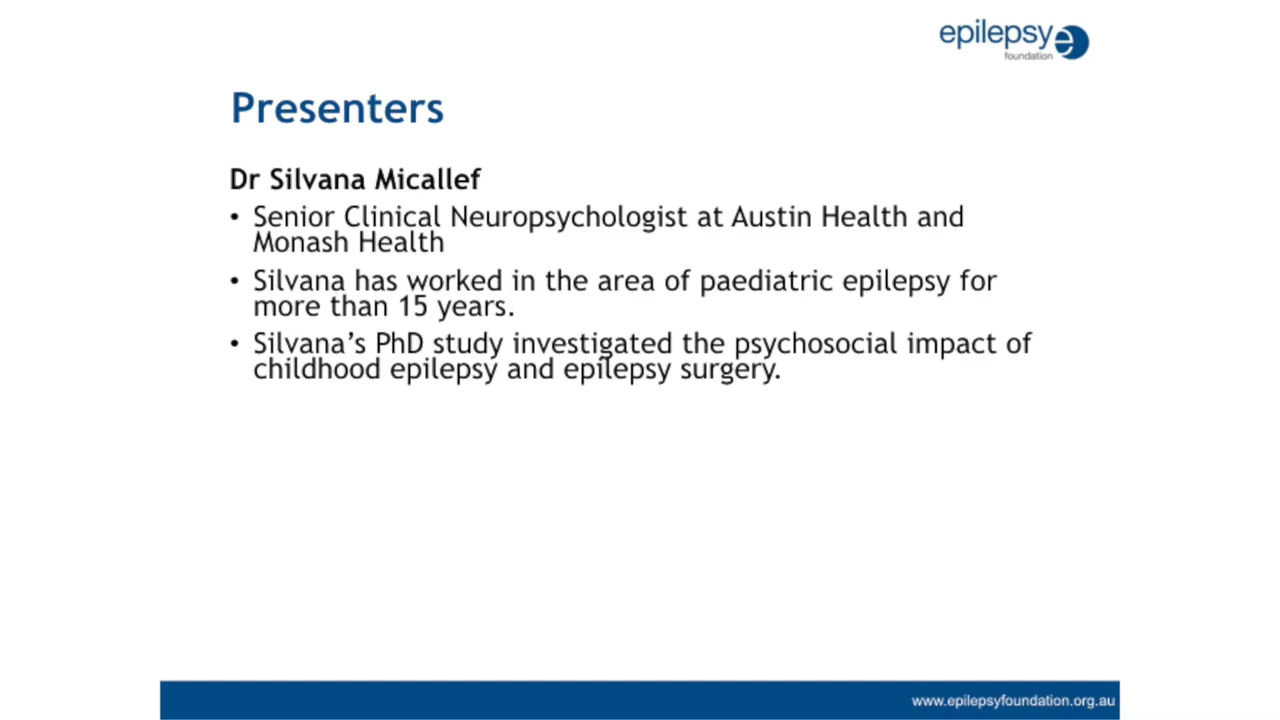 epilepsy
foundation
Presenters
Dr Silvana Micallef
• Senior Clinical Neuropsychologist at Austin Health and
Monash Health
• Silvana has worked in the area of paediatric epilepsy for
more than 15 years.
• Silvana’s PhD study investigated the psychosocial impact of
childhood epilepsy and epilepsy surgery.
www.epilepsyfoundation.org.au